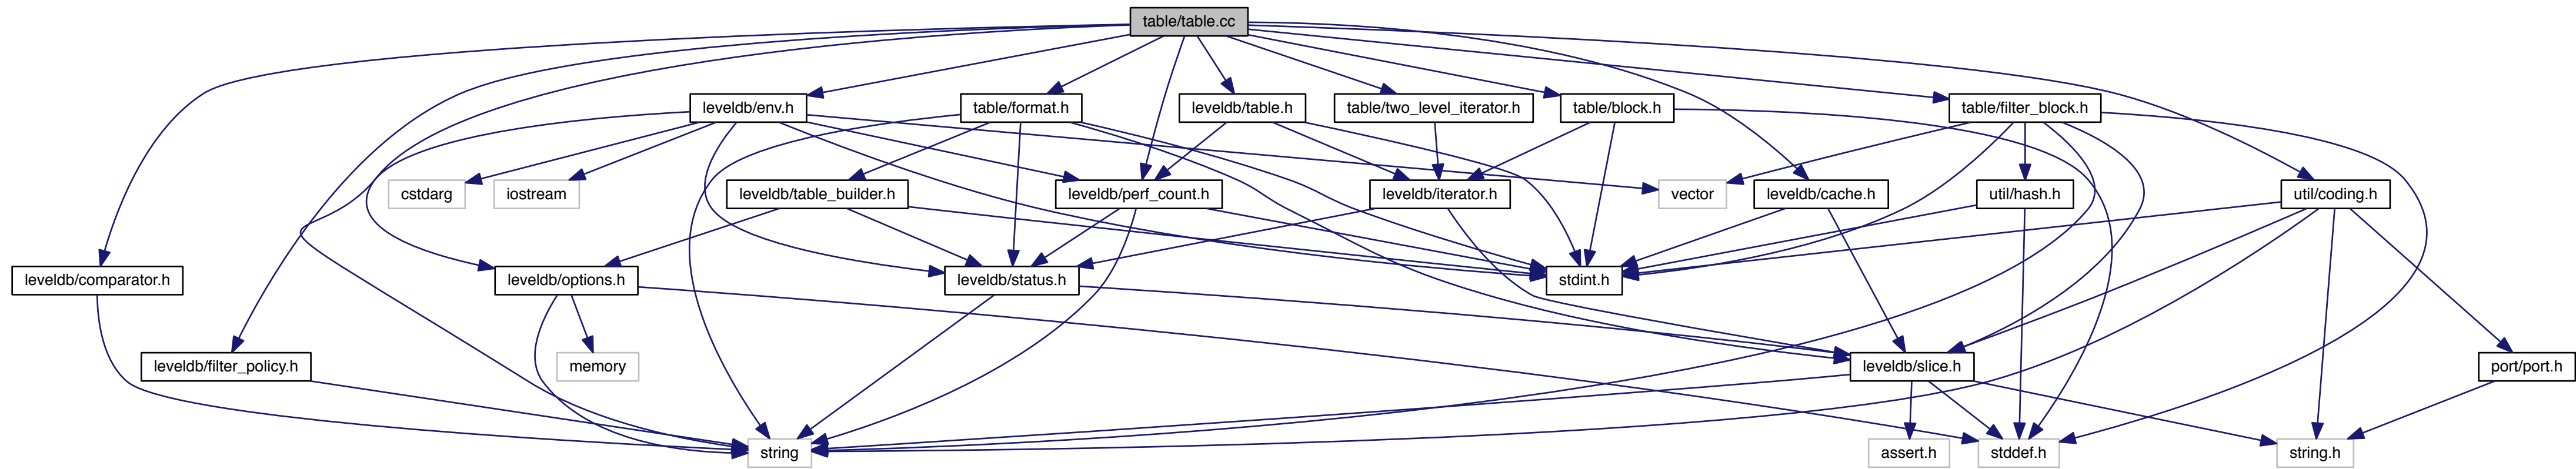 table/table.cc
leveldb/env.h
table/format.h
leveldb/table.h
table/two_level_iterator.h
table/block.h
table/filter_block.h
cstdarg
iostream
leveldb/table_builder.h
leveldb/perf_count.h
leveldb/iterator.h
vector
leveldb/cache.h
util/hash.h
util/coding.h
leveldb/comparator.h
leveldb/options.h
leveldb/status.h
stdint.h
leveldb/filter_policy.h
memory
leveldb/slice.h
port/port.h
string
assert.h
stddef.h
string.h